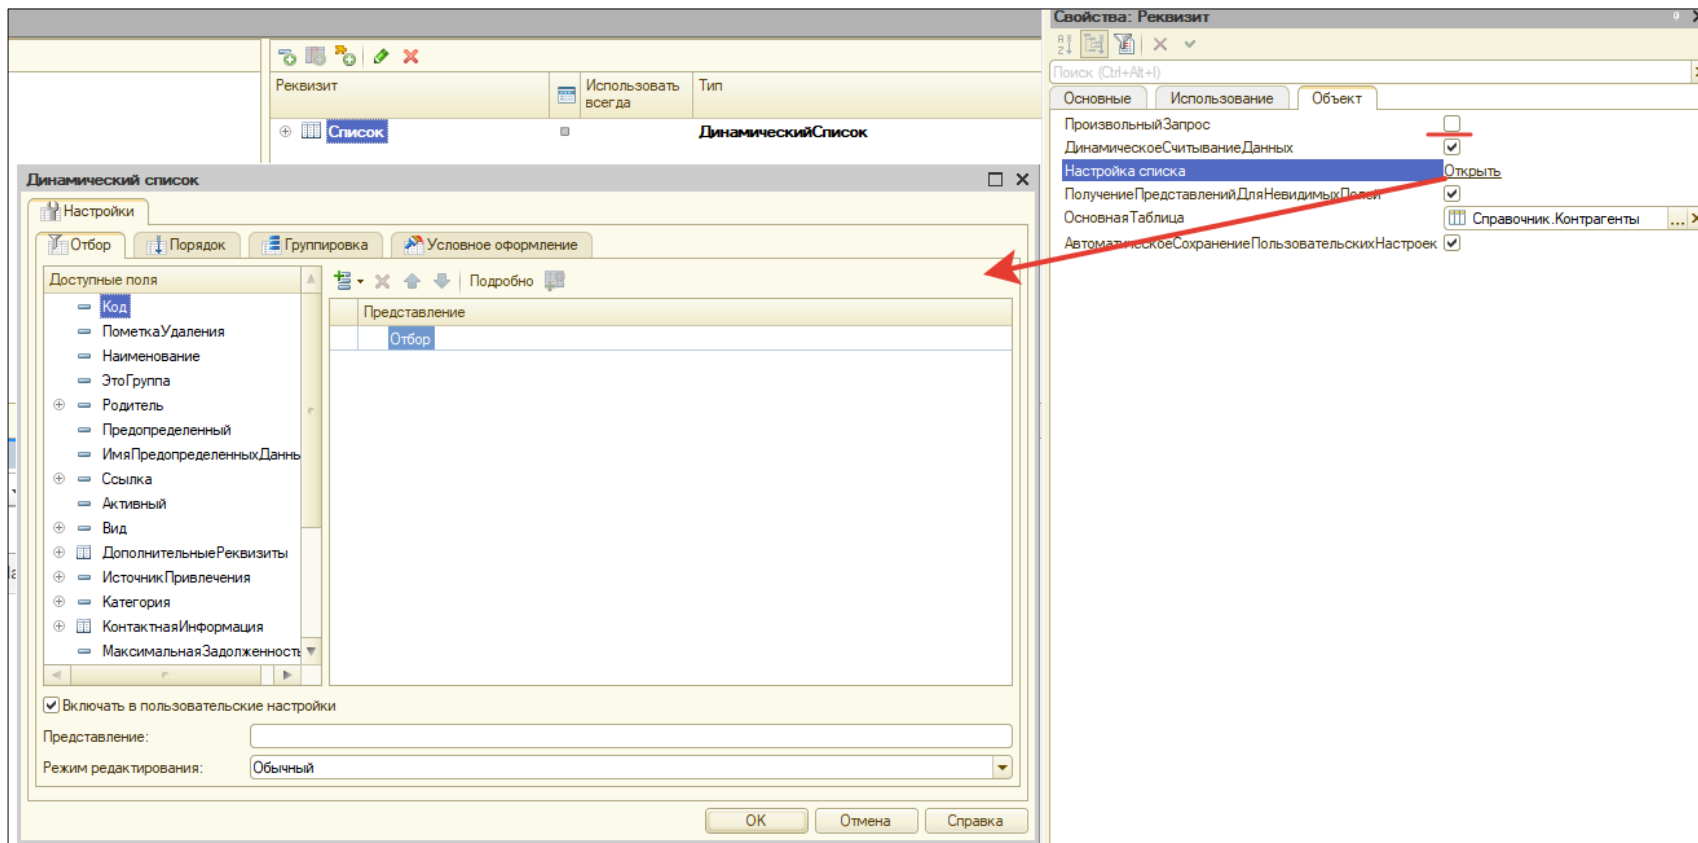 Реквизит
Использовать всегда
Тип
Список
ДинамическийСписок
Динамический список
Настройки
Отбор
Порядок
Группировка
Условное оформление
Доступные поля
Код
ПометкаУдаления
Наименование
ЭтоГруппа
Родитель
Предопределенный
ИмяПредопределенныхДанны
Ссылка
Активный
Вид
ДополнительныеРеквизиты
ИсточникПривлечения
Категория
КонтактнаяИнформация
МаксимальнаяЗадолженность
Подробно
Представление
Отбор
Включать в пользовательские настройки
Представление:
Режим редактирования:
Обычный
OK
Отмена
Справка
Свойства: Реквизит
Поиск (Ctrl+Alt+I)
Основные
Использование
Объект
ПроизвольныйЗапрос
ДинамическоеСчитываниеДанных
Настройка списка
Открыть
ПолучениеПредставленийДляНевидимыхПолей
ОсновнаяТаблица
Справочник.Контрагенты
...
АвтоматическоеСохранениеПользовательскихНастроек